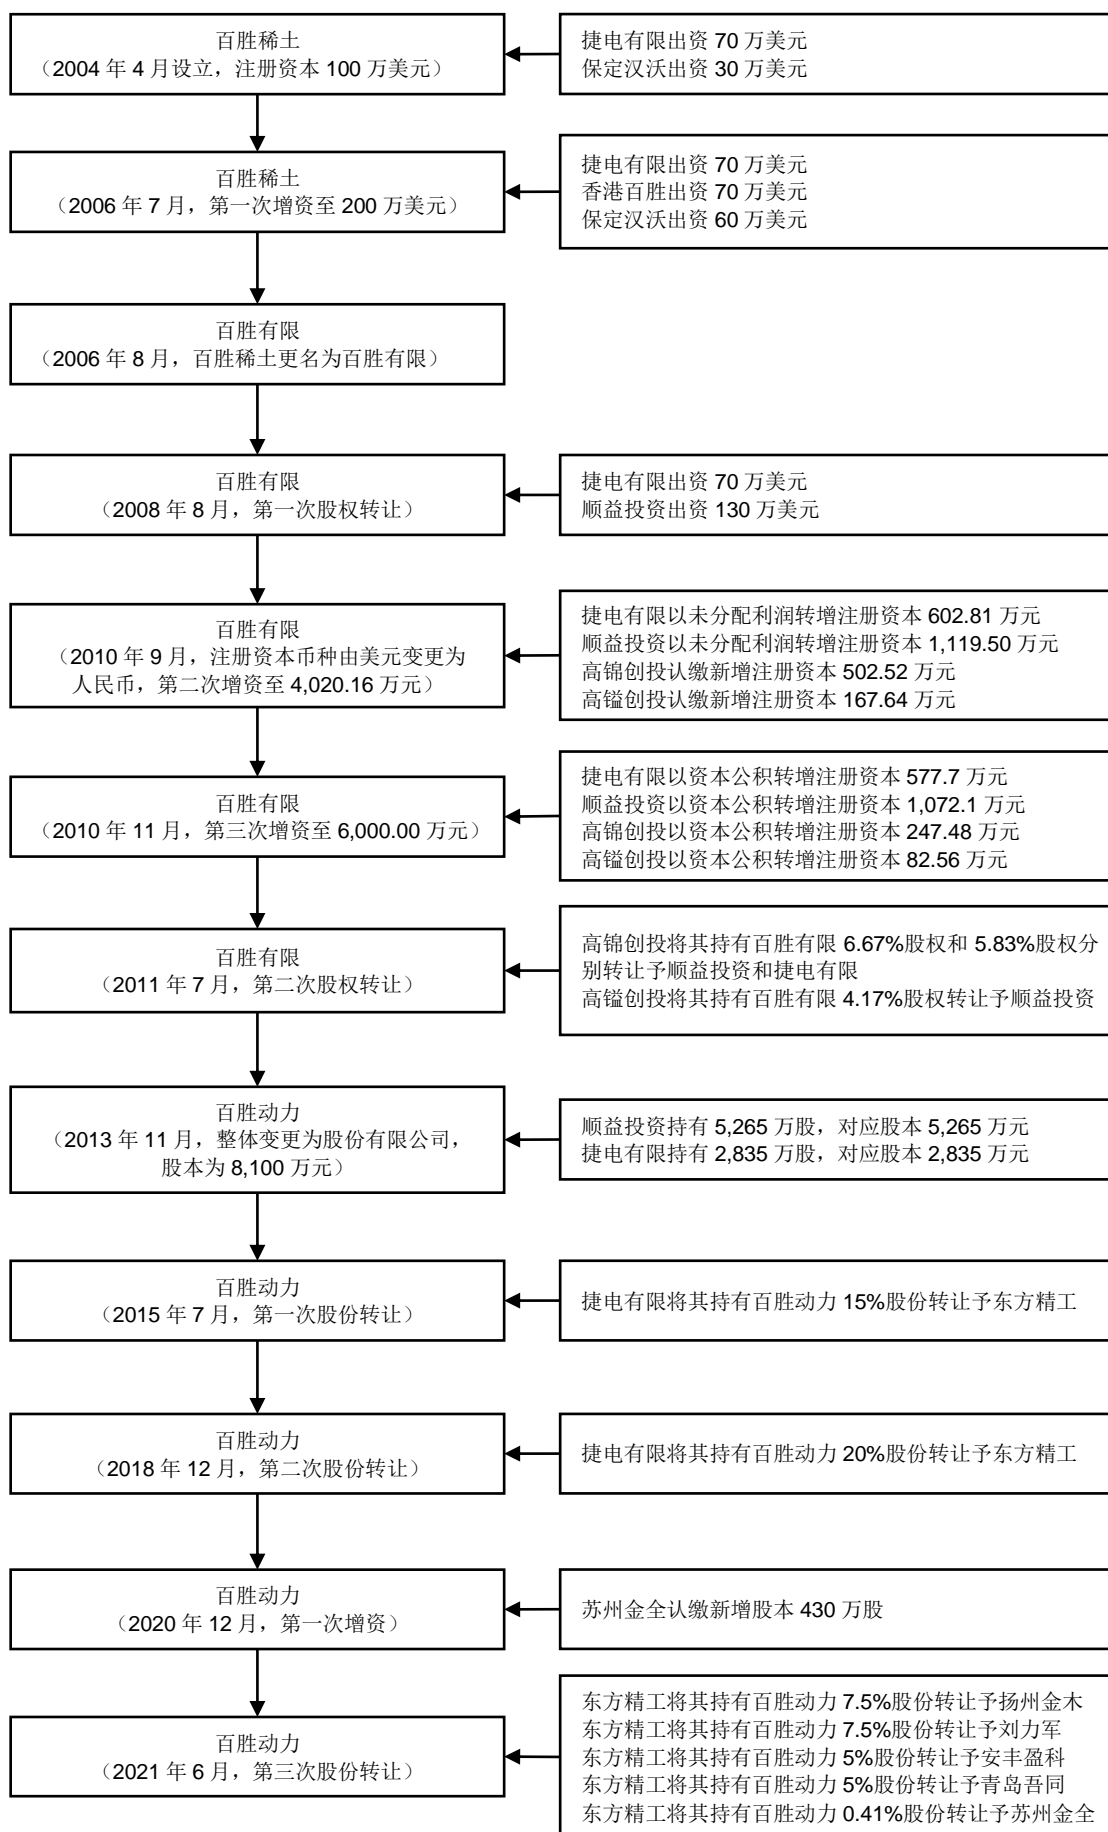 百胜稀土
（2004 年 4 月设立，注册资本 100 万美元）
捷电有限出资 70 万美元
保定汉沃出资 30 万美元
百胜稀土
（2006 年 7 月，第一次增资至 200 万美元）
捷电有限出资 70 万美元
香港百胜出资 70 万美元
保定汉沃出资 60 万美元
百胜有限
（2006 年 8 月，百胜稀土更名为百胜有限）
百胜有限
（2008 年 8 月，第一次股权转让）
捷电有限出资 70 万美元
顺益投资出资 130 万美元
百胜有限
（2010 年 9 月，注册资本币种由美元变更为
人民币，第二次增资至 4,020.16 万元）
捷电有限以未分配利润转增注册资本 602.81 万元
顺益投资以未分配利润转增注册资本 1,119.50 万元
高锦创投认缴新增注册资本 502.52 万元
高镒创投认缴新增注册资本 167.64 万元
百胜有限
（2010 年 11 月，第三次增资至 6,000.00 万元）
捷电有限以资本公积转增注册资本 577.7 万元
顺益投资以资本公积转增注册资本 1,072.1 万元
高锦创投以资本公积转增注册资本 247.48 万元
高镒创投以资本公积转增注册资本 82.56 万元
百胜有限
（2011 年 7 月，第二次股权转让）
高锦创投将其持有百胜有限 6.67%股权和 5.83%股权分
别转让予顺益投资和捷电有限
高镒创投将其持有百胜有限 4.17%股权转让予顺益投资
百胜动力
（2013 年 11 月，整体变更为股份有限公司，
股本为 8,100 万元）
顺益投资持有 5,265 万股，对应股本 5,265 万元
捷电有限持有 2,835 万股，对应股本 2,835 万元
百胜动力
（2015 年 7 月，第一次股份转让）
捷电有限将其持有百胜动力 15%股份转让予东方精工
百胜动力
（2018 年 12 月，第二次股份转让）
捷电有限将其持有百胜动力 20%股份转让予东方精工
百胜动力
（2020 年 12 月，第一次增资）
苏州金全认缴新增股本 430 万股
百胜动力
（2021 年 6 月，第三次股份转让）
东方精工将其持有百胜动力 7.5%股份转让予扬州金木
东方精工将其持有百胜动力 7.5%股份转让予刘力军
东方精工将其持有百胜动力 5%股份转让予安丰盈科
东方精工将其持有百胜动力 5%股份转让予青岛吾同
东方精工将其持有百胜动力 0.41%股份转让予苏州金全